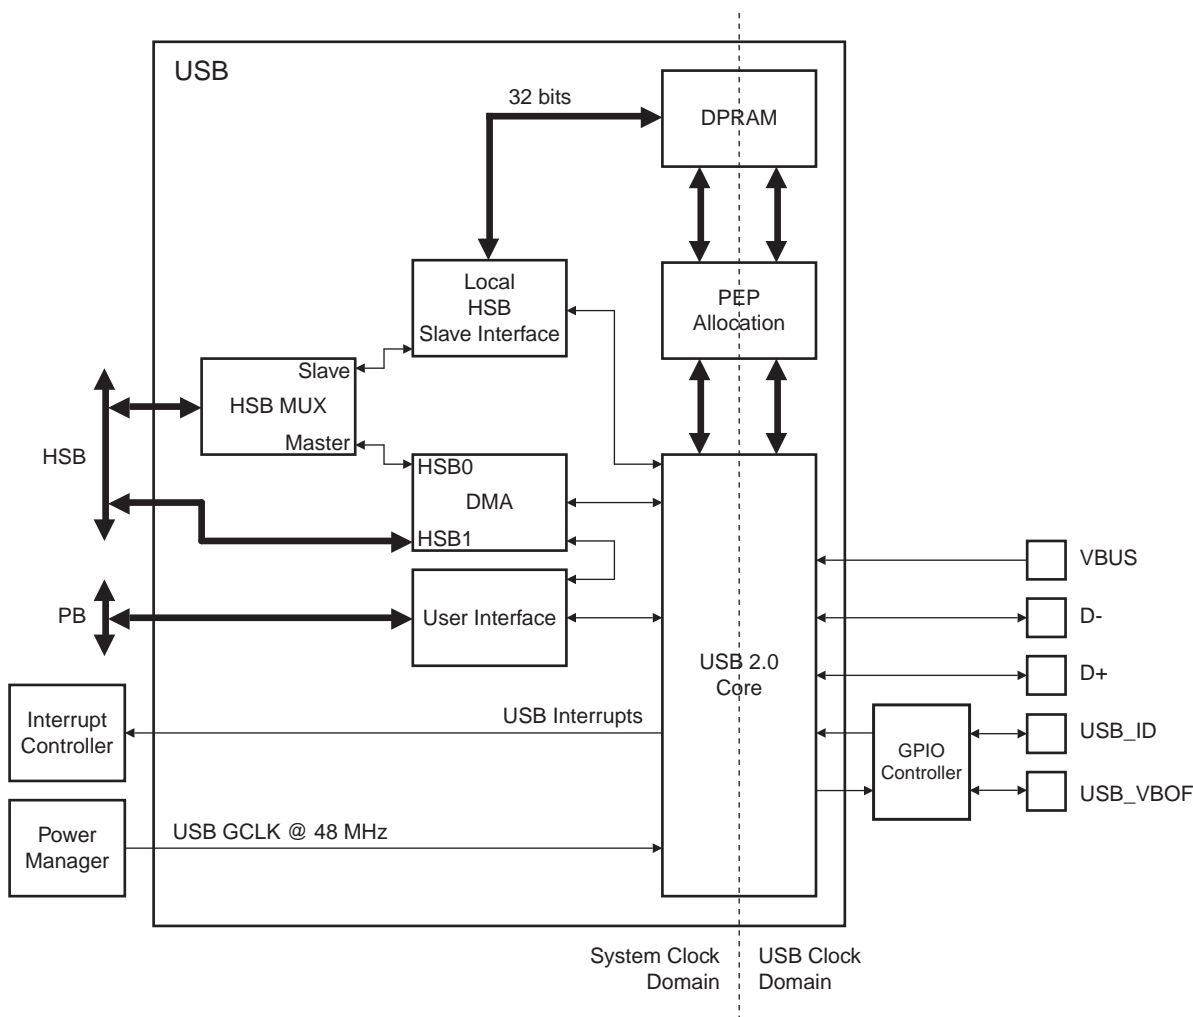 USB
32 bits
DPRAM
Local
HSB
Slave Interface
PEP
Allocation
Slave
HSB MUX
Master
HSB
HSB0
DMA
HSB1
PB
User Interface
USB 2.0
Core
VBUS
D-
D+
USB_ID
USB_VBOF
GPIO
Controller
Interrupt
Controller
USB Interrupts
Power
Manager
USB GCLK @ 48 MHz
System Clock
Domain
USB Clock
Domain